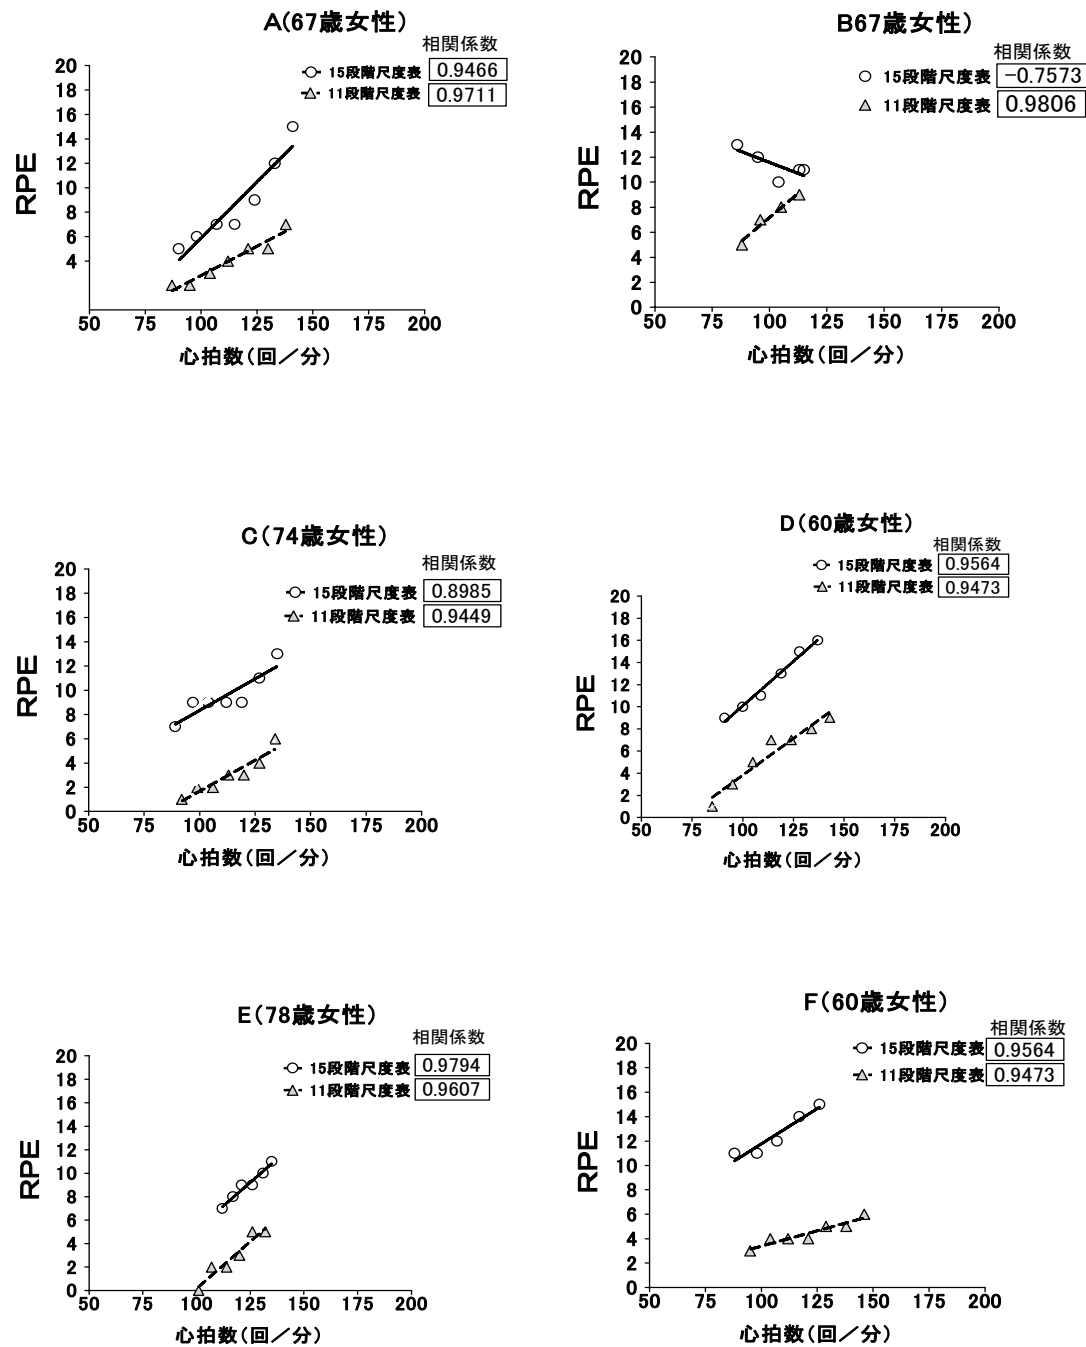 A(67歳女性)
相関係数
15段階尺度表 0.9466
11段階尺度表 0.9711
RPE
20
18
16
14
12
10
8
6
4
50 75 100 125 150 175 200
心拍数(回/分)
B67歳女性)
相関係数
15段階尺度表 -0.7573
11段階尺度表 0.9806
RPE
20
18
16
14
12
10
8
6
4
2
0
50 75 100 125 150 175 200
心拍数(回/分)
C(74歳女性)
相関係数
15段階尺度表 0.8985
11段階尺度表 0.9449
RPE
20
18
16
14
12
10
8
6
4
2
0
50 75 100 125 150 175 200
心拍数(回/分)
D(60歳女性)
相関係数
15段階尺度表 0.9564
11段階尺度表 0.9473
RPE
20
18
16
14
12
10
8
6
4
2
0
50 75 100 125 150 175 200
心拍数(回/分)
E(78歳女性)
相関係数
15段階尺度表 0.9794
11段階尺度表 0.9607
RPE
20
18
16
14
12
10
8
6
4
2
0
50 75 100 125 150 175 200
心拍数(回/分)
F(60歳女性)
相関係数
15段階尺度表 0.9564
11段階尺度表 0.9473
RPE
20
18
16
14
12
10
8
6
4
2
0
50 75 100 125 150 175 200
心拍数(回/分)